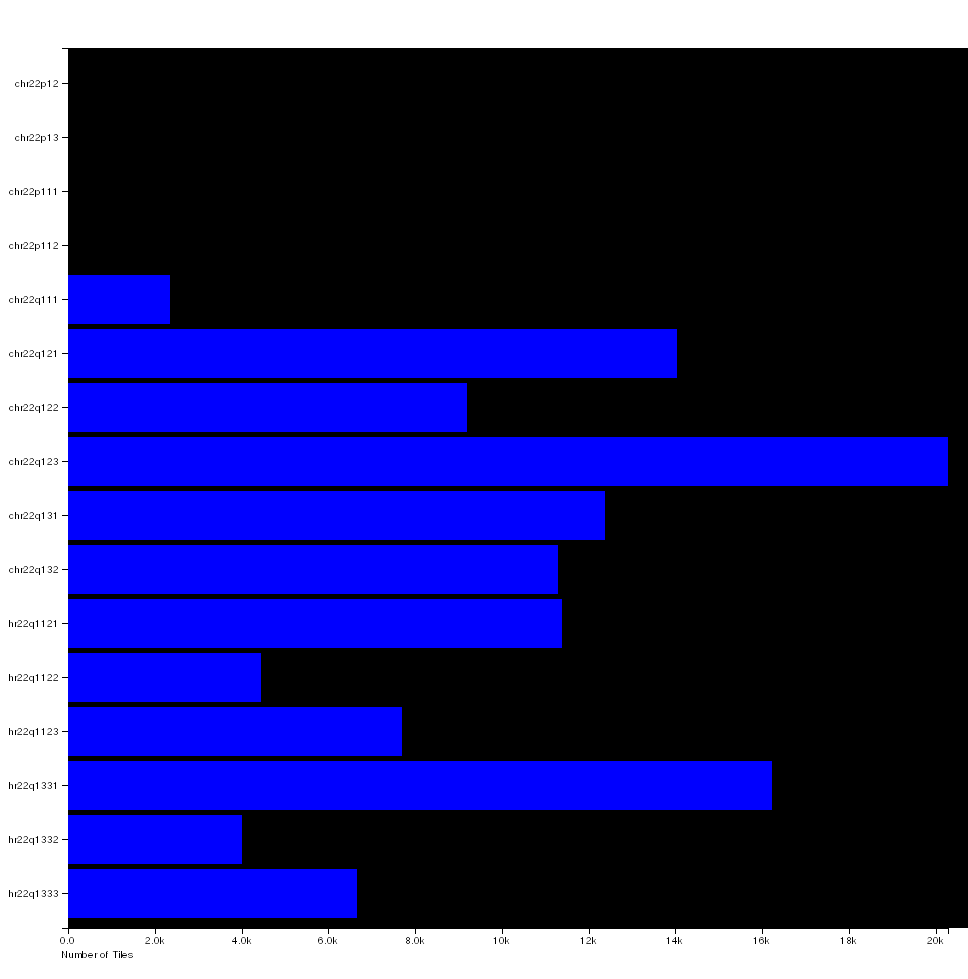 chr22p12
chr22p13
chr22p111
chr22p112
chr22q111
chr22q121
chr22q122
chr22q123
chr22q131
chr22q132
hr22q1121
hr22q1122
hr22q1123
hr22q1331
hr22q1332
hr22q1333
0.0 2.0k 4.0k 6.0k 8.0k 10k 12k 14k 16k 18k 20k
Number of Tiles